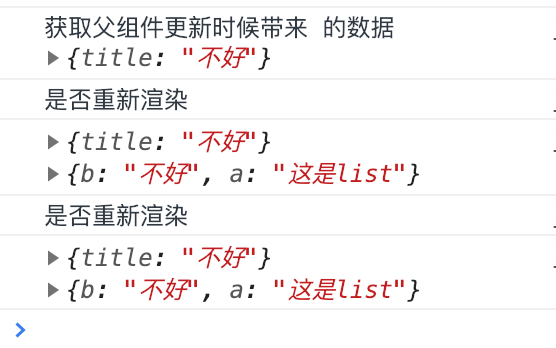 获取父组件更新时候带来 的数据
{title: "不好"}
是否重新渲染
{title: "不好"}
{b: "不好", a: "这是list"}
是否重新渲染
{title: "不好"}
{b: "不好", a: "这是list"}